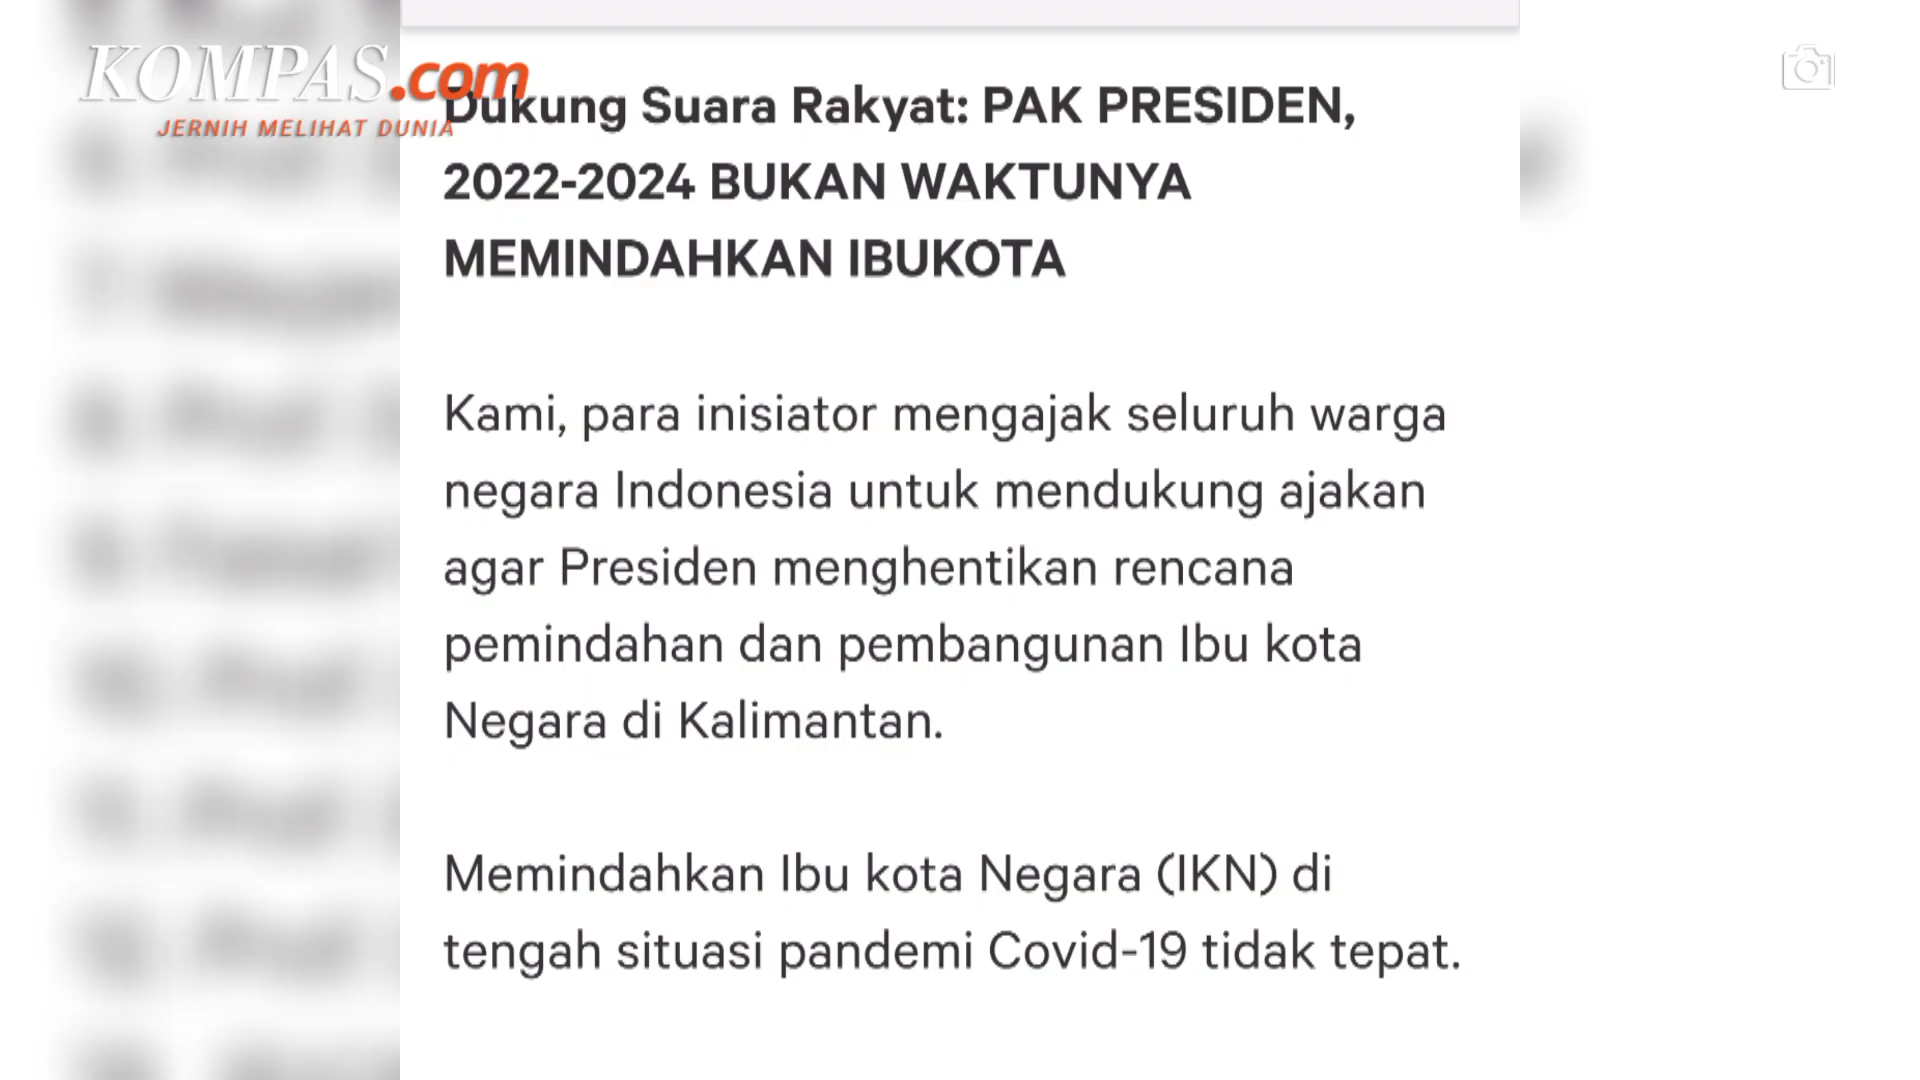 KOMPAS.com
JERNIH MELIHAT DUNIA
Dukung Suara Rakyat: PAK PRESIDEN,
2022-2024 BUKAN WAKTUNYA
MEMINDAHKAN IBUKOTA
Kami, para inisiator mengajak seluruh warga
negara Indonesia untuk mendukung ajakan
agar Presiden menghentikan rencana
pemindahan dan pembangunan Ibu kota
Negara di Kalimantan.
Memindahkan Ibu kota Negara (IKN) di
tengah situasi pandemi Covid-19 tidak tepat.